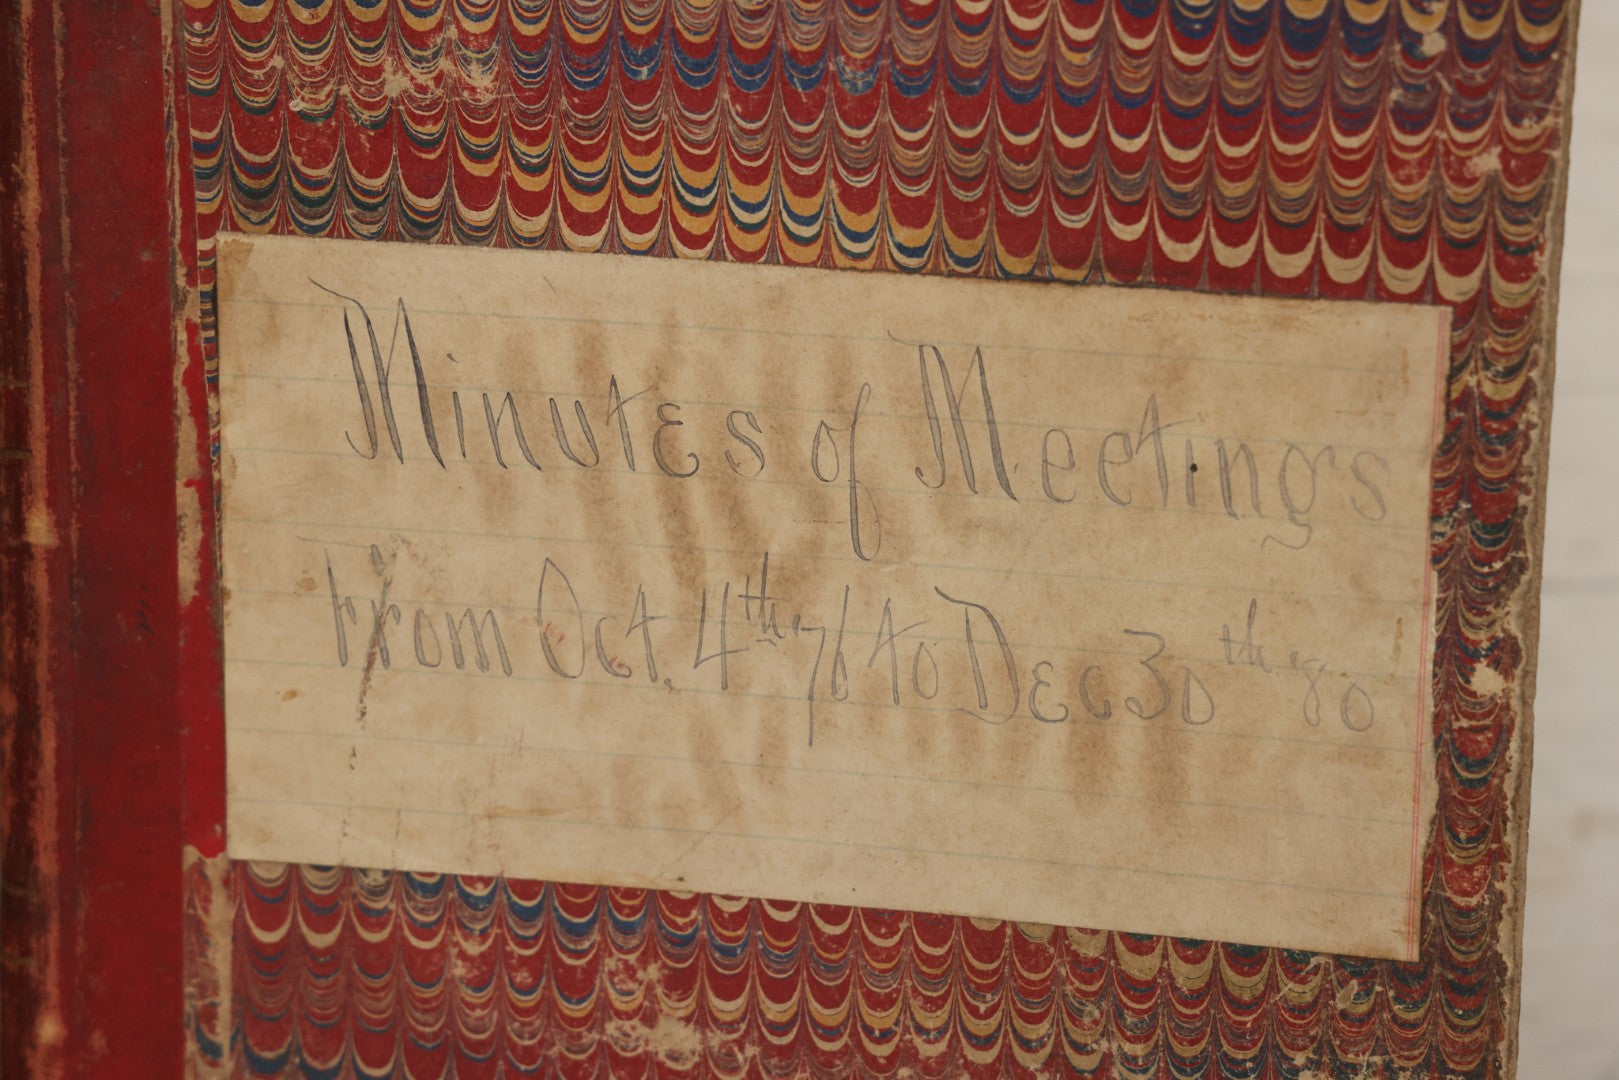 Minutes of Meetings
From Oct. 4th '76 to Dec 30th '80